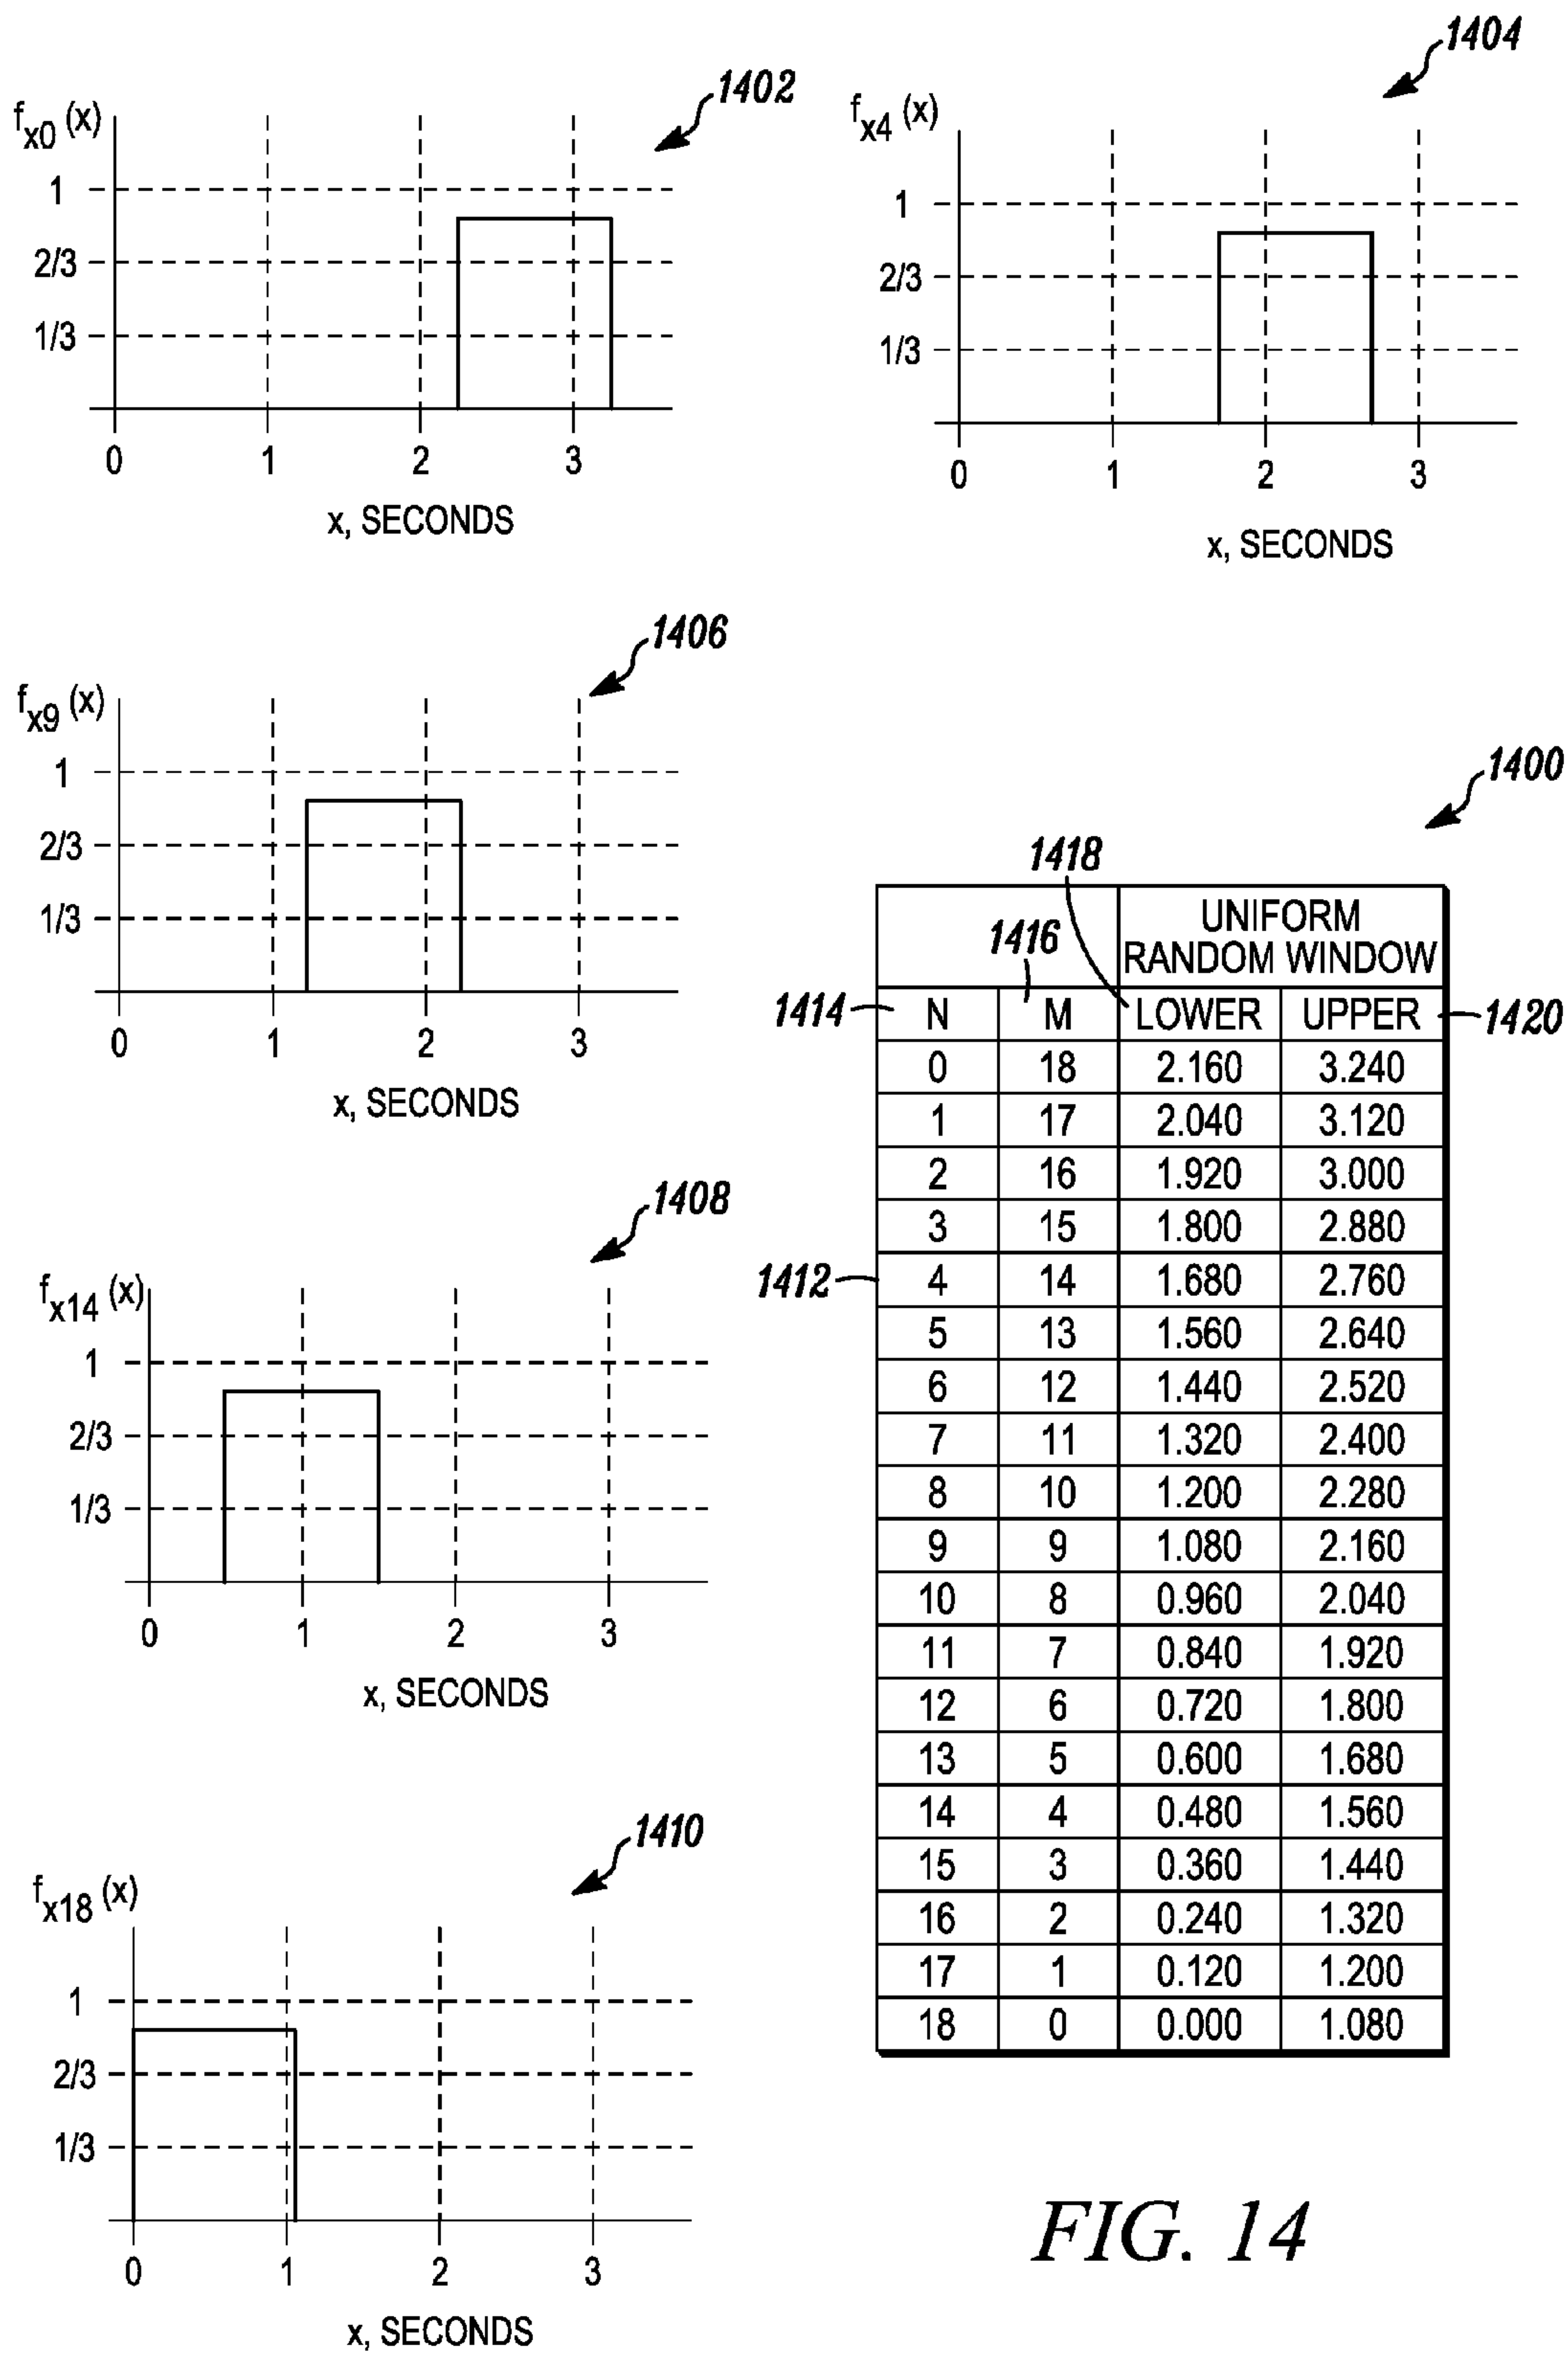 1402
f x0 (x)
1
2/3
1/3
0 1 2 3
x, SECONDS
1404
f x4 (x)
1
2/3
1/3
0 1 2 3
x, SECONDS
1406
f x9 (x)
1
2/3
1/3
0 1 2 3
x, SECONDS
1408
f x14 (x)
1
2/3
1/3
0 1 2 3
x, SECONDS
1410
f x18 (x)
1
2/3
1/3
0 1 2 3
x, SECONDS
1400
1418
1416
UNIFORM
RANDOM WINDOW
1414 N M LOWER UPPER 1420
0 18 2.160 3.240
1 17 2.040 3.120
2 16 1.920 3.000
3 15 1.800 2.880
1412 4 14 1.680 2.760
5 13 1.560 2.640
6 12 1.440 2.520
7 11 1.320 2.400
8 10 1.200 2.280
9 9 1.080 2.160
10 8 0.960 2.040
11 7 0.840 1.920
12 6 0.720 1.800
13 5 0.600 1.680
14 4 0.480 1.560
15 3 0.360 1.440
16 2 0.240 1.320
17 1 0.120 1.200
18 0 0.000 1.080
FIG. 14